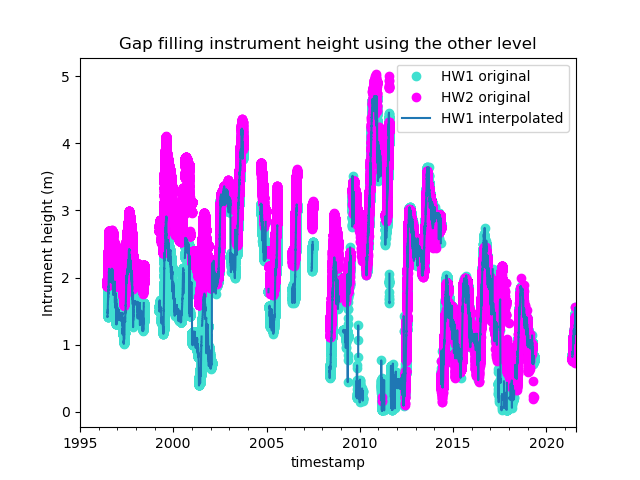 Gap filling instrument height using the other level
HW1 original
HW2 original
HW1 interpolated
Intrument height (m)
5
4
3
2
1
0
1995
2000
2005
2010
2015
2020
timestamp